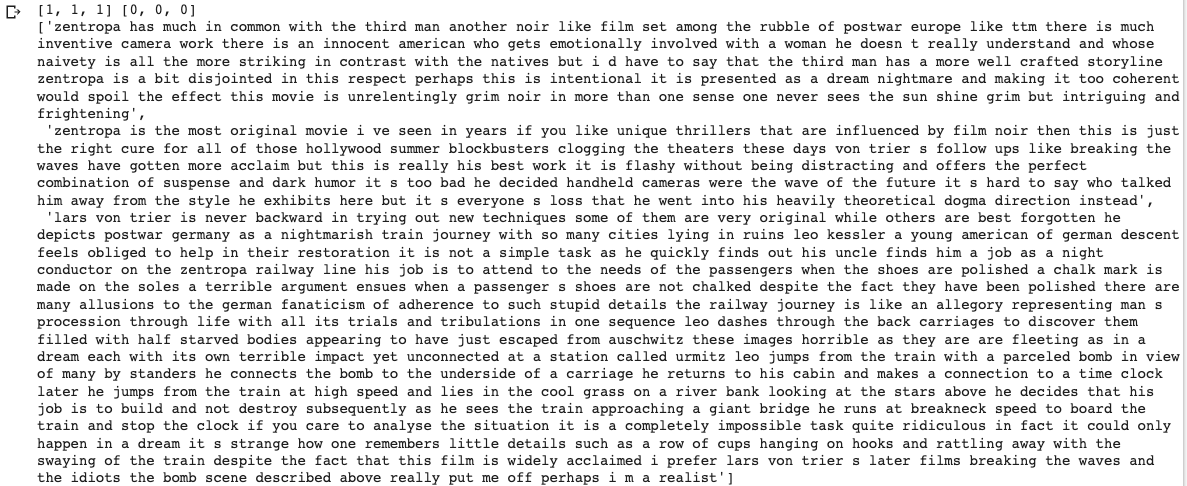 [1, 1, 1] [0, 0, 0]
['zentropa has much in common with the third man another noir like film set among the rubble of postwar europe like ttm there is much
inventive camera work there is an innocent american who gets emotionally involved with a woman he doesn t really understand and whose
naivety is all the more striking in contrast with the natives but i d have to say that the third man has a more well crafted storyline
zentropa is a bit disjointed in this respect perhaps this is intentional it is presented as a dream nightmare and making it too coherent
would spoil the effect this movie is unrelentingly grim noir in more than one sense one never sees the sun shine grim but intriguing and
frightening',
'zentropa is the most original movie i ve seen in years if you like unique thrillers that are influenced by film noir then this is just
the right cure for all of those hollywood summer blockbusters clogging the theaters these days von trier s follow ups like breaking the
waves have gotten more acclaim but this is really his best work it is flashy without being distracting and offers the perfect
combination of suspense and dark humor it s too bad he decided handheld cameras were the wave of the future it s hard to say who talked
him away from the style he exhibits here but it s everyone s loss that he went into his heavily theoretical dogma direction instead',
'lars von trier is never backward in trying out new techniques some of them are very original while others are best forgotten he
depicts postwar germany as a nightmarish train journey with so many cities lying in ruins leo kessler a young american of german descent
feels obliged to help in their restoration it is not a simple task as he quickly finds out his uncle finds him a job as a night
conductor on the zentropa railway line his job is to attend to the needs of the passengers when the shoes are polished a chalk mark is
made on the soles a terrible argument ensues when a passenger s shoes are not chalked despite the fact they have been polished there are
many allusions to the german fanaticism of adherence to such stupid details the railway journey is like an allegory representing man s
procession through life with all its trials and tribulations in one sequence leo dashes through the back carriages to discover them
filled with half starved bodies appearing to have just escaped from auschwitz these images horrible as they are are fleeting as in a
dream each with its own terrible impact yet unconnected at a station called urmitz leo jumps from the train with a parceled bomb in view
of many by standers he connects the bomb to the underside of a carriage he returns to his cabin and makes a connection to a time clock
later he jumps from the train at high speed and lies in the cool grass on a river bank looking at the stars above he decides that his
job is to build and not destroy subsequently as he sees the train approaching a giant bridge he runs at breakneck speed to board the
train and stop the clock if you care to analyse the situation it is a completely impossible task quite ridiculous in fact it could only
happen in a dream it s strange how one remembers little details such as a row of cups hanging on hooks and rattling away with the
swaying of the train despite the fact that this film is widely acclaimed i prefer lars von trier s later films breaking the waves and
the idiots the bomb scene described above really put me off perhaps i m a realist']